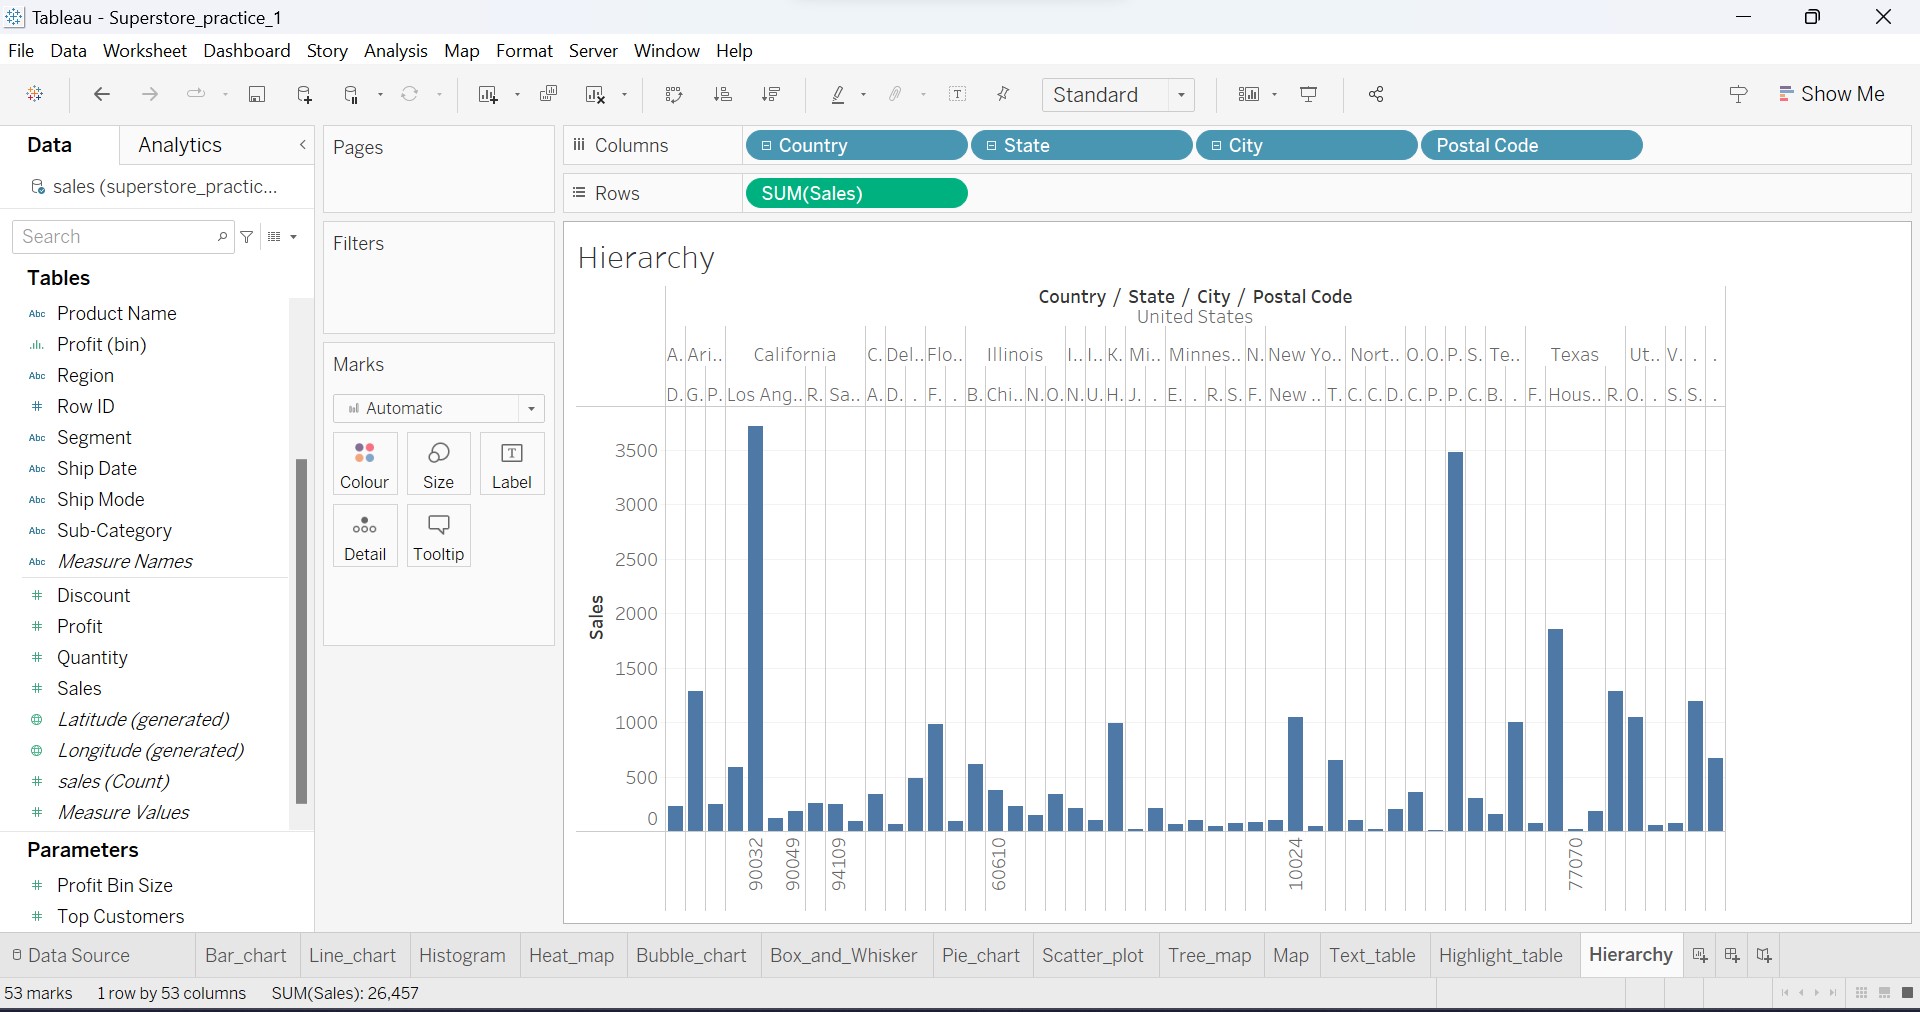 Tableau - Superstore_practice_1
File Data Worksheet Dashboard Story Analysis Map Format Server Window Help
Standard
Show Me
Data Analytics
sales (superstore_practic...
Search
Tables
Abc Product Name
Profit (bin)
Abc Region
# Row ID
Abc Segment
Abc Ship Date
Abc Ship Mode
Abc Sub-Category
Abc Measure Names
# Discount
# Profit
# Quantity
# Sales
Latitude (generated)
Longitude (generated)
# sales (Count)
# Measure Values
Parameters
# Profit Bin Size
# Top Customers
Pages
Filters
Marks
Automatic
Colour Size Label
Detail Tooltip
Columns Country State City Postal Code
Rows SUM(Sales)
Hierarchy
Country / State / City / Postal Code
United States
A. Ari.. California C. Del.. Flo.. Illinois I.. I.. K. Mi.. Minnes.. N. New Yo.. Nort.. O. O. P. S. Te.. Texas Ut.. V. . .
D. G. P. Los Ang.. R. Sa.. A. D. . F. . B. Chi.. N. O. N. U. H. J. . E. . R. S. F. New .. T. C. C. D. C. P. P. C. B. . F. Hous.. R. O. . S. S. .
Sales
3500
3000
2500
2000
1500
1000
500
0
90032 90049 94109 60610 10024 77070
Data Source Bar_chart Line_chart Histogram Heat_map Bubble_chart Box_and_Whisker Pie_chart Scatter_plot Tree_map Map Text_table Highlight_table Hierarchy
53 marks 1 row by 53 columns SUM(Sales): 26,457